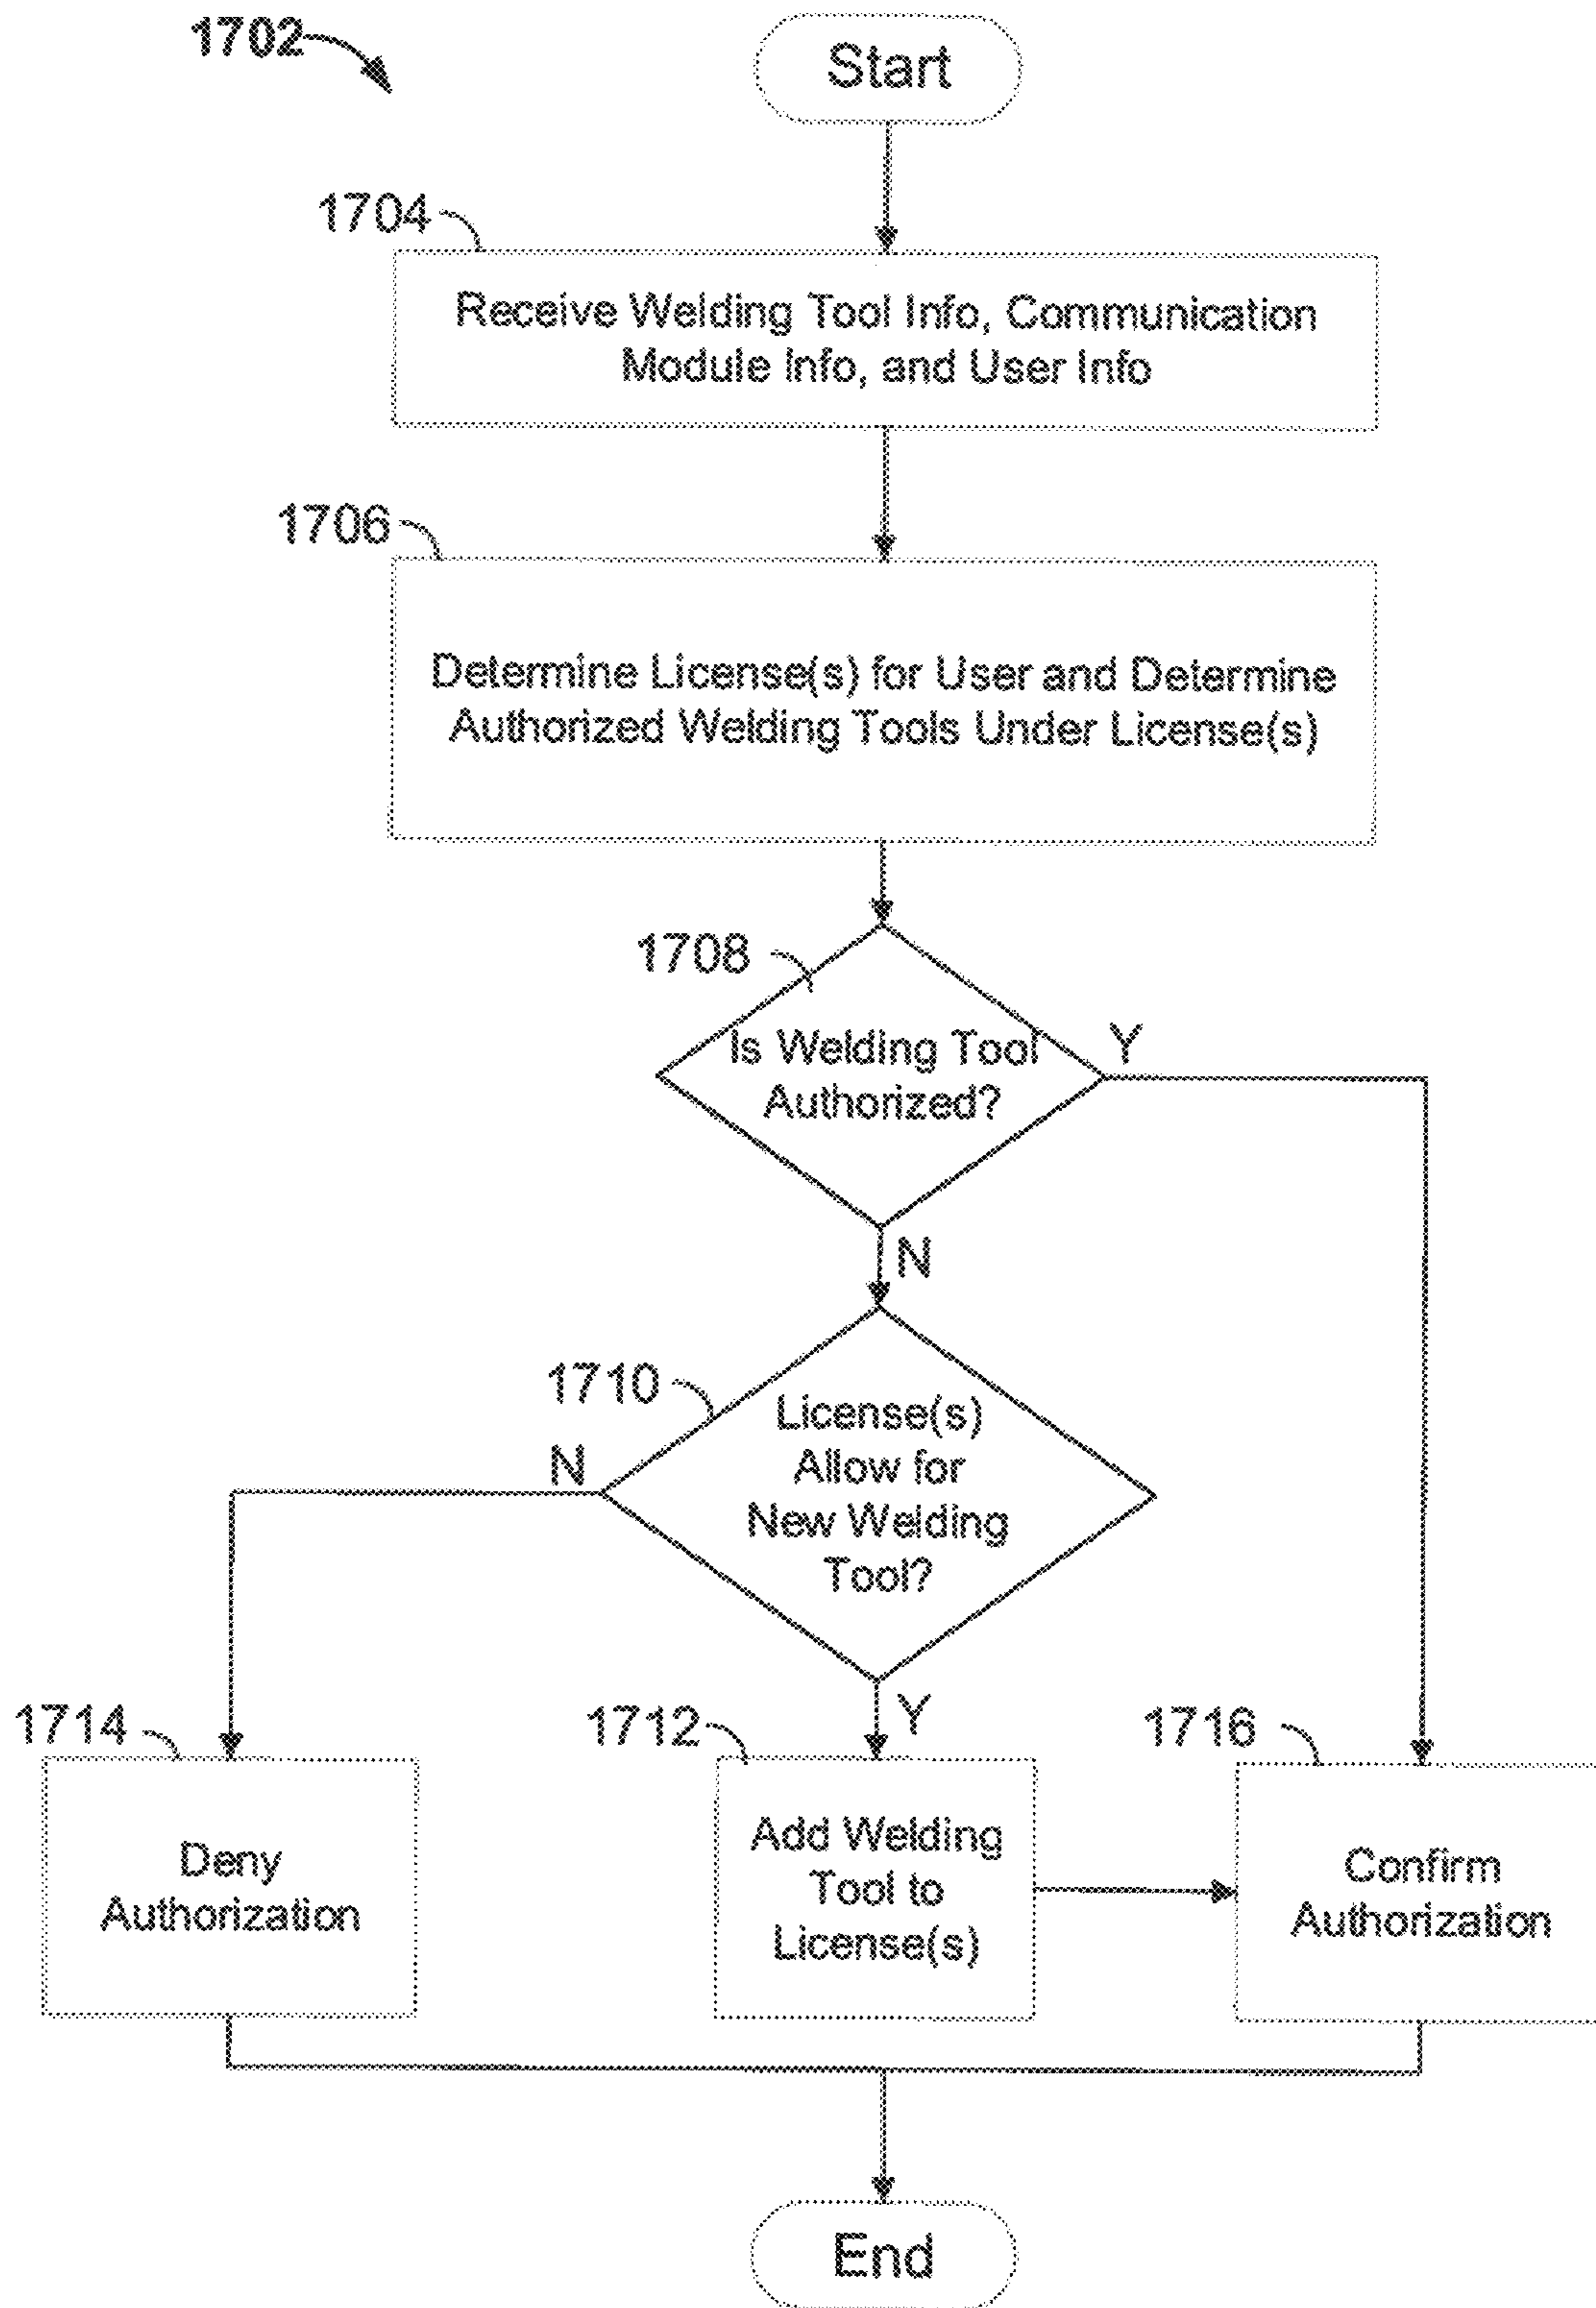 1702
Start
1704
Receive Welding Tool Info, Communication
Module Info, and User Info
1706
Determine License(s) for User and Determine
Authorized Welding Tools Under License(s)
1708
Is Welding Tool
Authorized?
Y
N
1710
License(s)
Allow for
New Welding
Tool?
N
Y
1714
Deny
Authorization
1712
Add Welding
Tool to
License(s)
1716
Confirm
Authorization
End